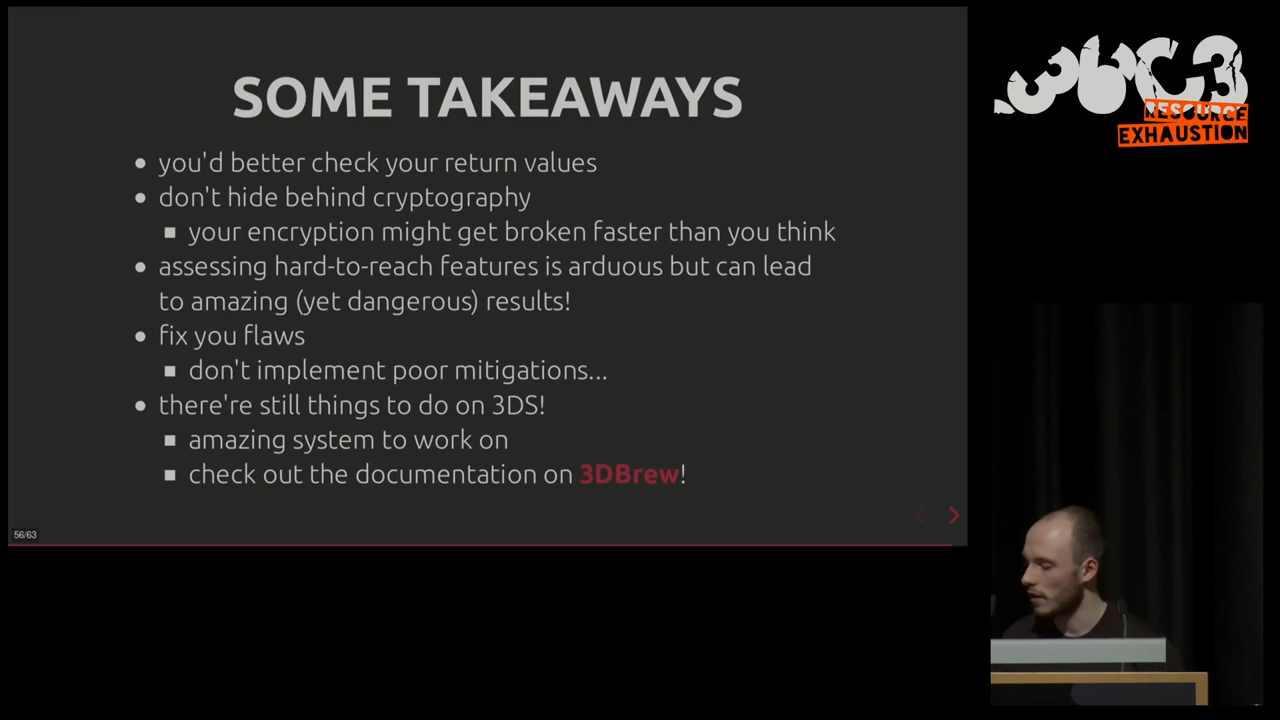 SOME TAKEAWAYS
you'd better check your return values
don't hide behind cryptography
your encryption might get broken faster than you think
assessing hard-to-reach features is arduous but can lead
to amazing (yet dangerous) results!
fix you flaws
don't implement poor mitigations...
there're still things to do on 3DS!
amazing system to work on
check out the documentation on 3DBrew!
56/63
36C3
RESOURCE
EXHAUSTION